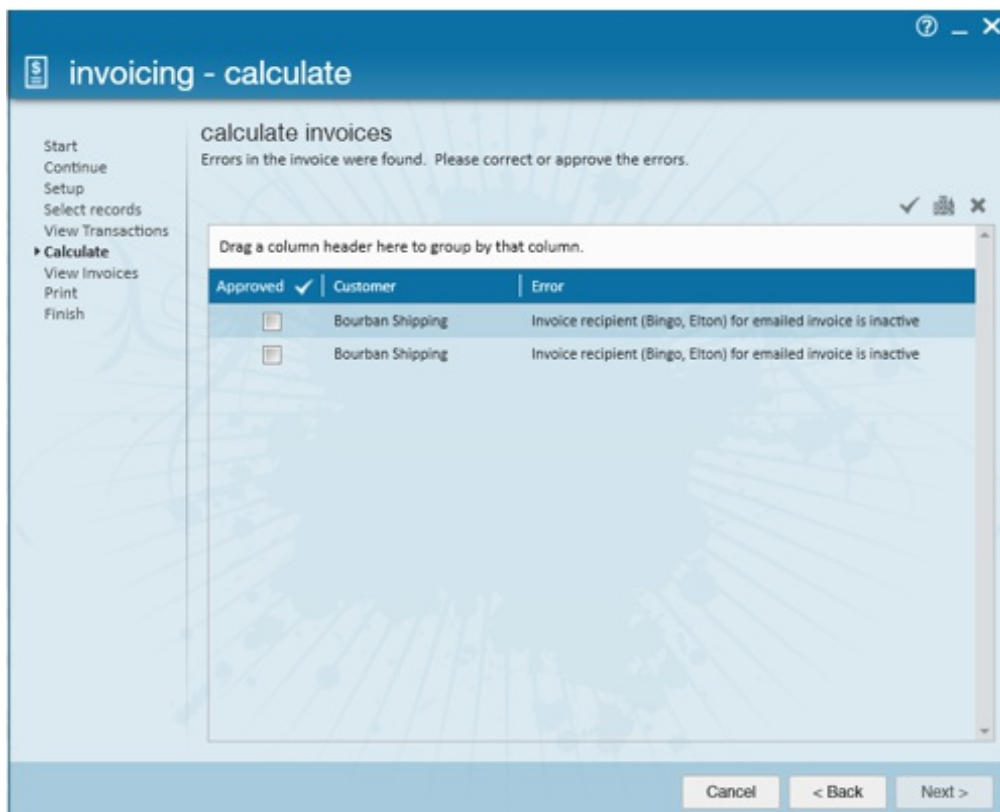 invoicing - calculate
Start
Continue
Setup
Select records
View Transactions
Calculate
View Invoices
Print
Finish
calculate invoices
Errors in the invoice were found. Please correct or approve the errors.
Drag a column header here to group by that column.
Approved Customer Error
Bourban Shipping Invoice recipient (Bingo, Elton) for emailed invoice is inactive
Bourban Shipping Invoice recipient (Bingo, Elton) for emailed invoice is inactive
Cancel < Back Next >